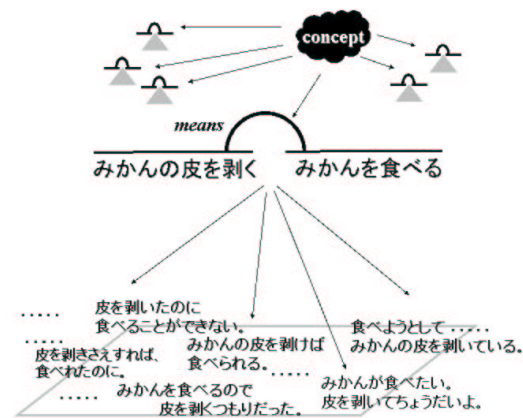 concept
means
みかんの皮を剥く
みかんを食べる
.....
皮を剥いたのに
食べることができない。
.....
皮を剥きさえすれば、
食べれたのに。
みかんの皮を剥けば
食べられる。
.....
食べようとして .....
みかんの皮を剥いている。
..... みかんを食べるので
皮を剥くつもりだった。
みかんが食べたい。
皮を剥いてちょうだいよ。